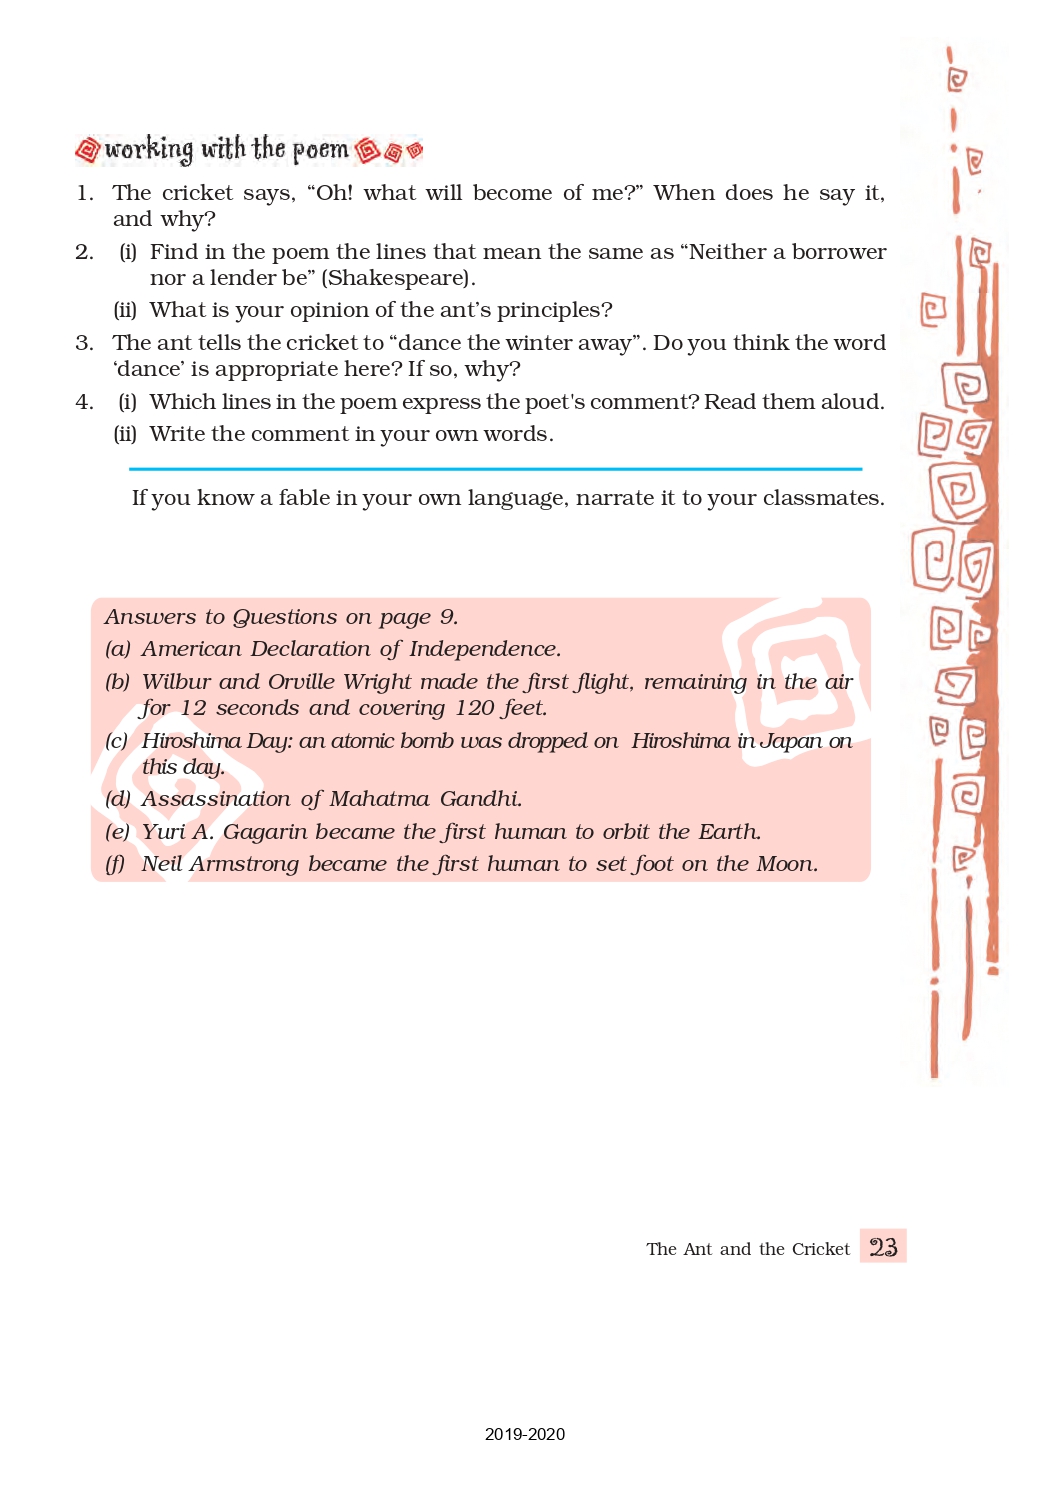 working with the poem
1. The cricket says, “Oh! what will become of me?” When does he say it,
and why?
2. (i) Find in the poem the lines that mean the same as “Neither a borrower
nor a lender be” (Shakespeare).
(ii) What is your opinion of the ant’s principles?
3. The ant tells the cricket to “dance the winter away”. Do you think the word
‘dance’ is appropriate here? If so, why?
4. (i) Which lines in the poem express the poet's comment? Read them aloud.
(ii) Write the comment in your own words.
If you know a fable in your own language, narrate it to your classmates.
Answers to Questions on page 9.
(a) American Declaration of Independence.
(b) Wilbur and Orville Wright made the first flight, remaining in the air
for 12 seconds and covering 120 feet.
(c) Hiroshima Day: an atomic bomb was dropped on Hiroshima in Japan on
this day.
(d) Assassination of Mahatma Gandhi.
(e) Yuri A. Gagarin became the first human to orbit the Earth.
(f) Neil Armstrong became the first human to set foot on the Moon.
The Ant and the Cricket 23
2019-2020